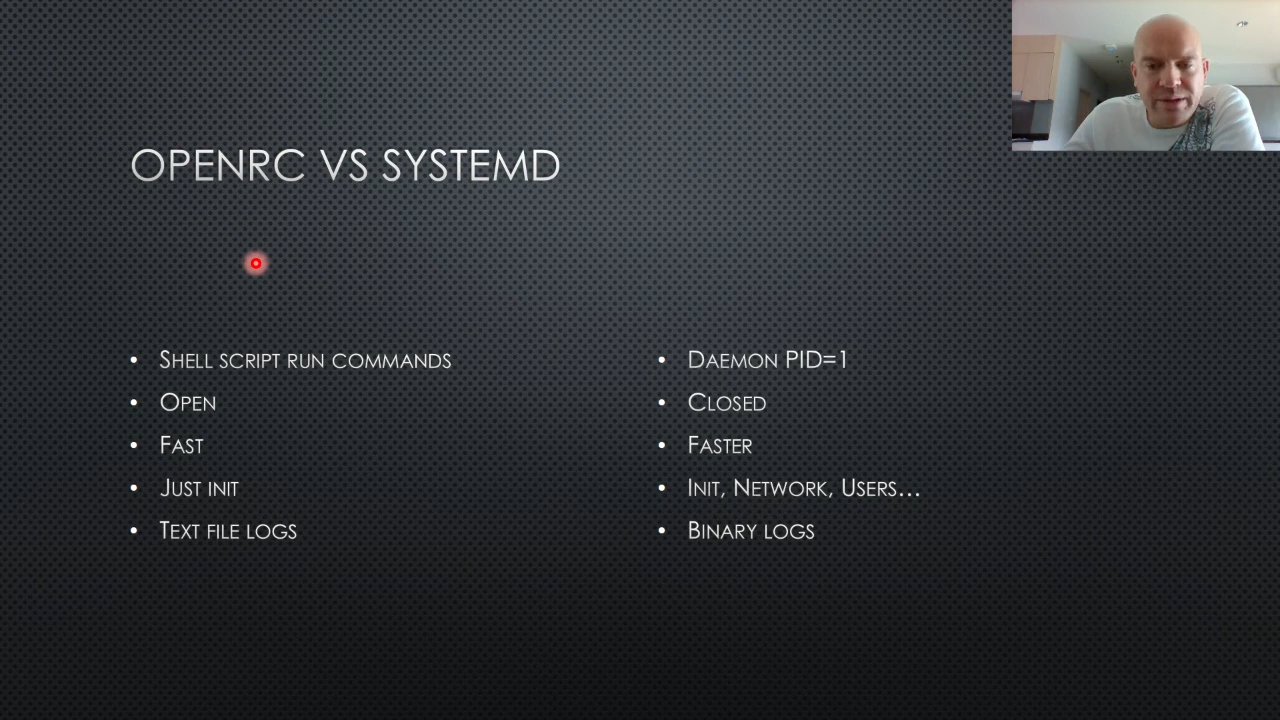 OPENRC VS SYSTEMD
• SHELL SCRIPT RUN COMMANDS
• OPEN
• FAST
• JUST INIT
• TEXT FILE LOGS
• DAEMON PID=1
• CLOSED
• FASTER
• INIT, NETWORK, USERS…
• BINARY LOGS